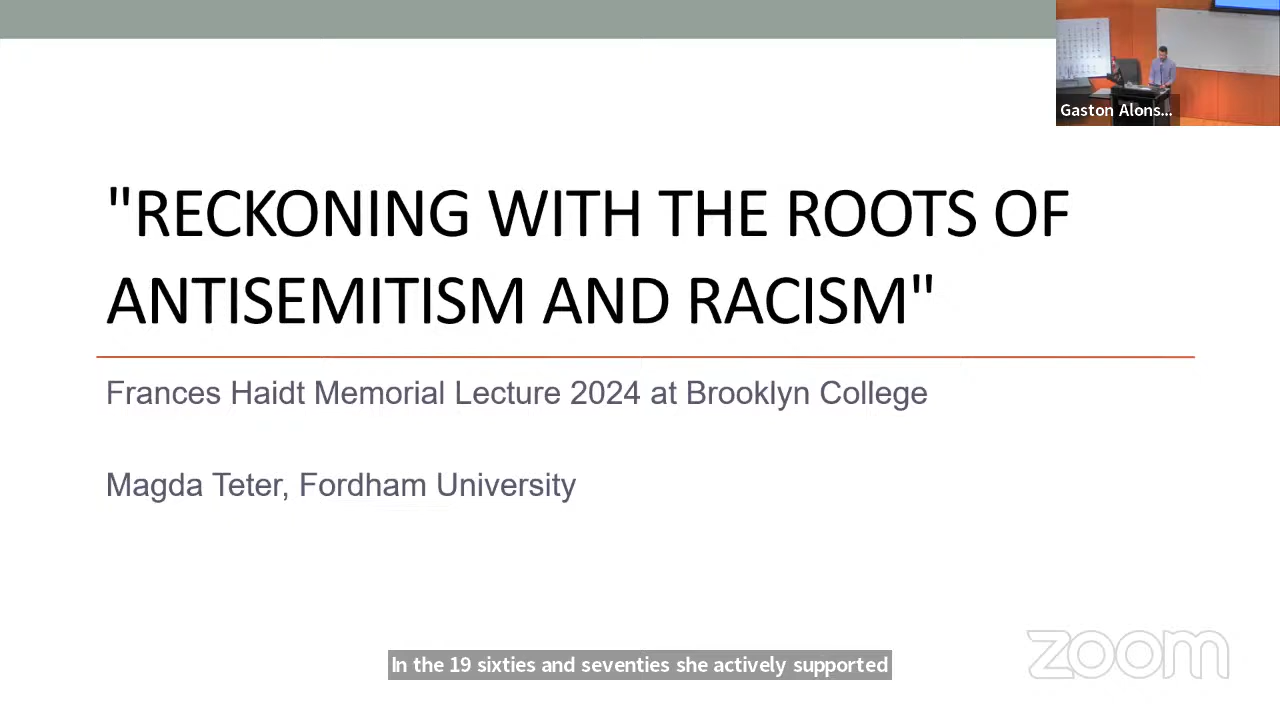 Gaston Alons...
"RECKONING WITH THE ROOTS OF
ANTISEMITISM AND RACISM"
Frances Haidt Memorial Lecture 2024 at Brooklyn College
Magda Teter, Fordham University
In the 19 sixties and seventies she actively supported
zoom